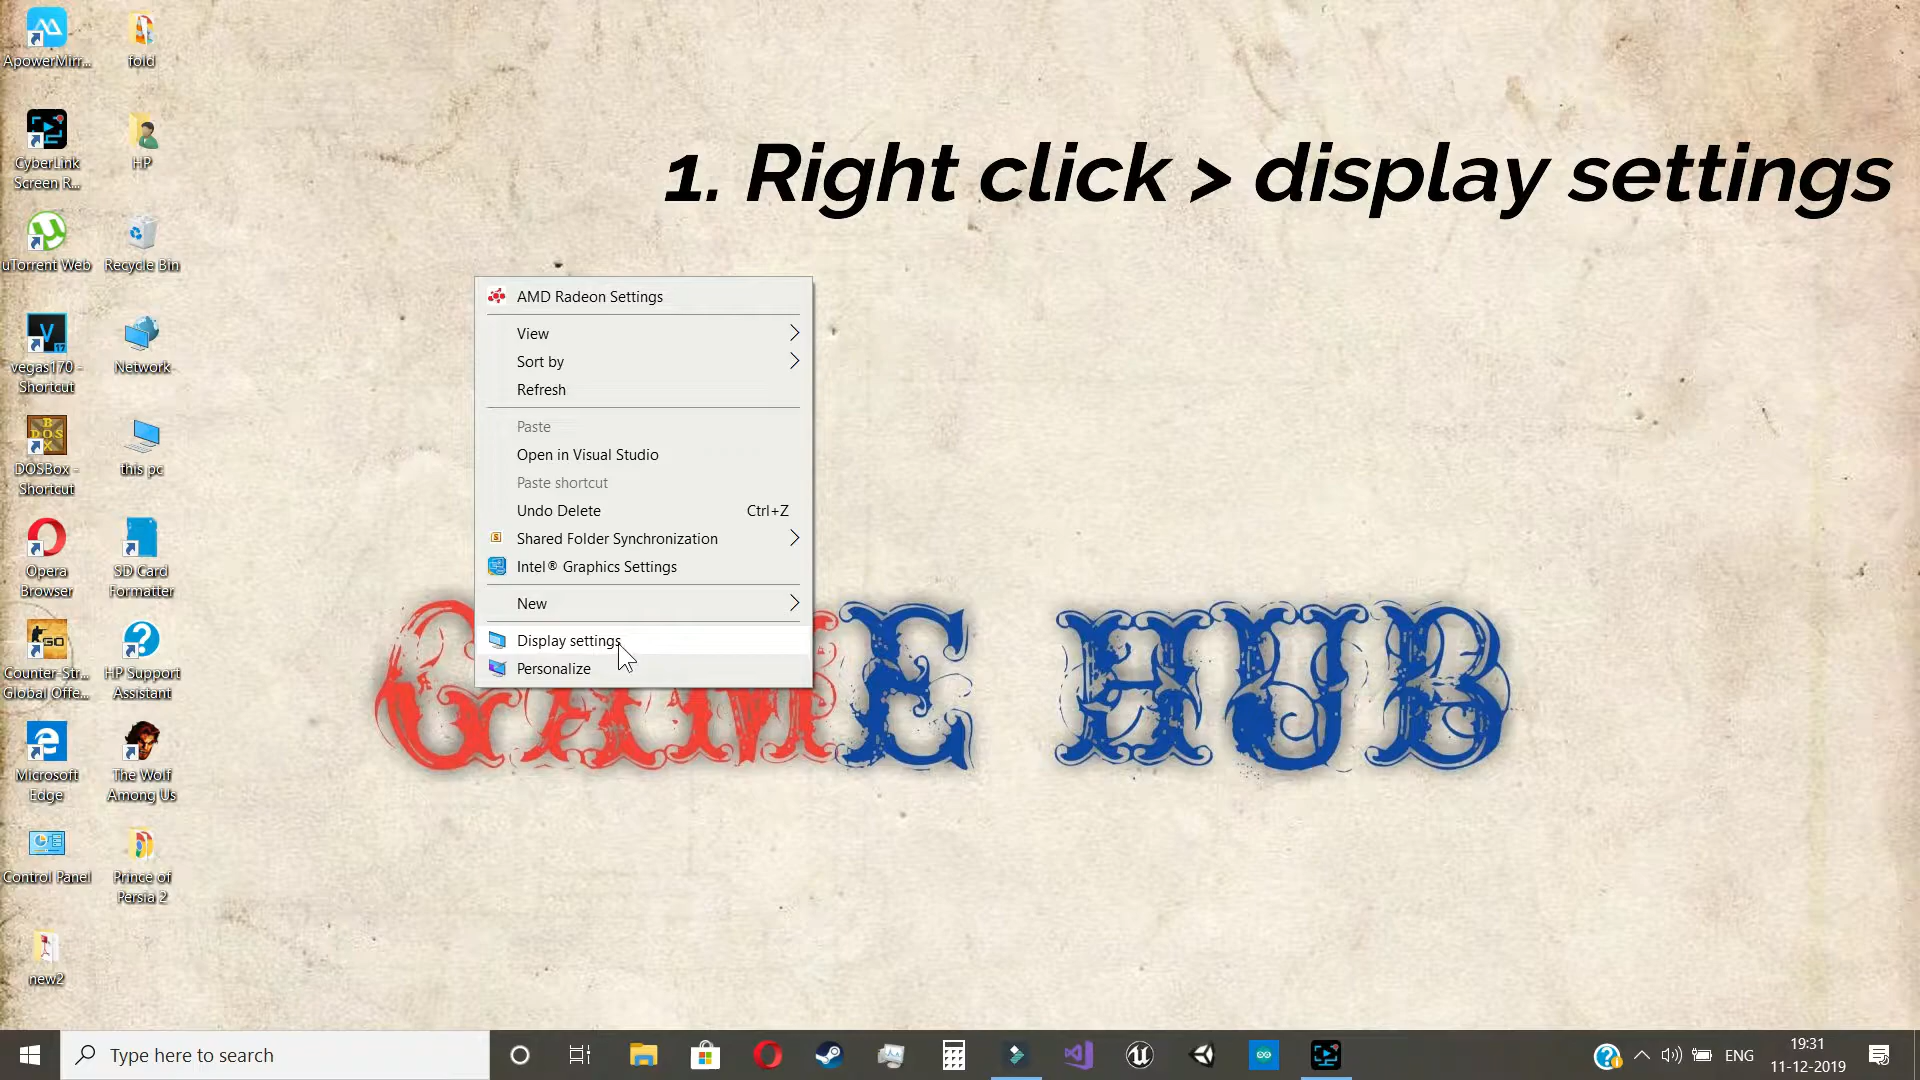 ApowerMirr...
fold
CyberLink
Screen R...
HP
uTorrent Web
Recycle Bin
vegas170 -
Shortcut
Network
DOSBox -
Shortcut
this pc
Opera
Browser
SD Card
Formatter
Counter-Str...
Global Offe...
HP Support
Assistant
Microsoft
Edge
The Wolf
Among Us
Control Panel
Prince of
Persia 2
new2
1. Right click > display settings
AMD Radeon Settings
View
Sort by
Refresh
Paste
Open in Visual Studio
Paste shortcut
Undo Delete Ctrl+Z
Shared Folder Synchronization
Intel® Graphics Settings
New
Display settings
Personalize
GAME HUB
Type here to search
ENG
19:31
11-12-2019